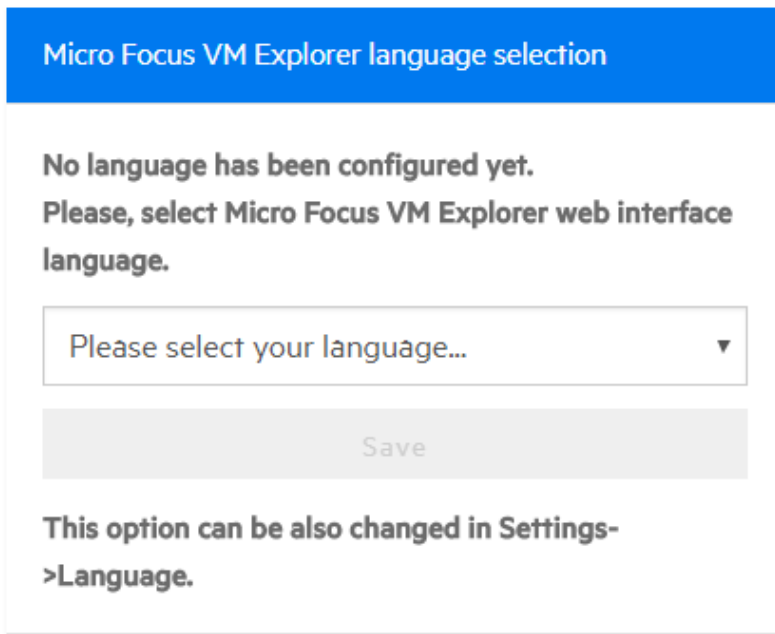 Micro Focus VM Explorer language selection
No language has been configured yet.
Please, select Micro Focus VM Explorer web interface
language.
Please select your language...
Save
This option can be also changed in Settings-
>Language.